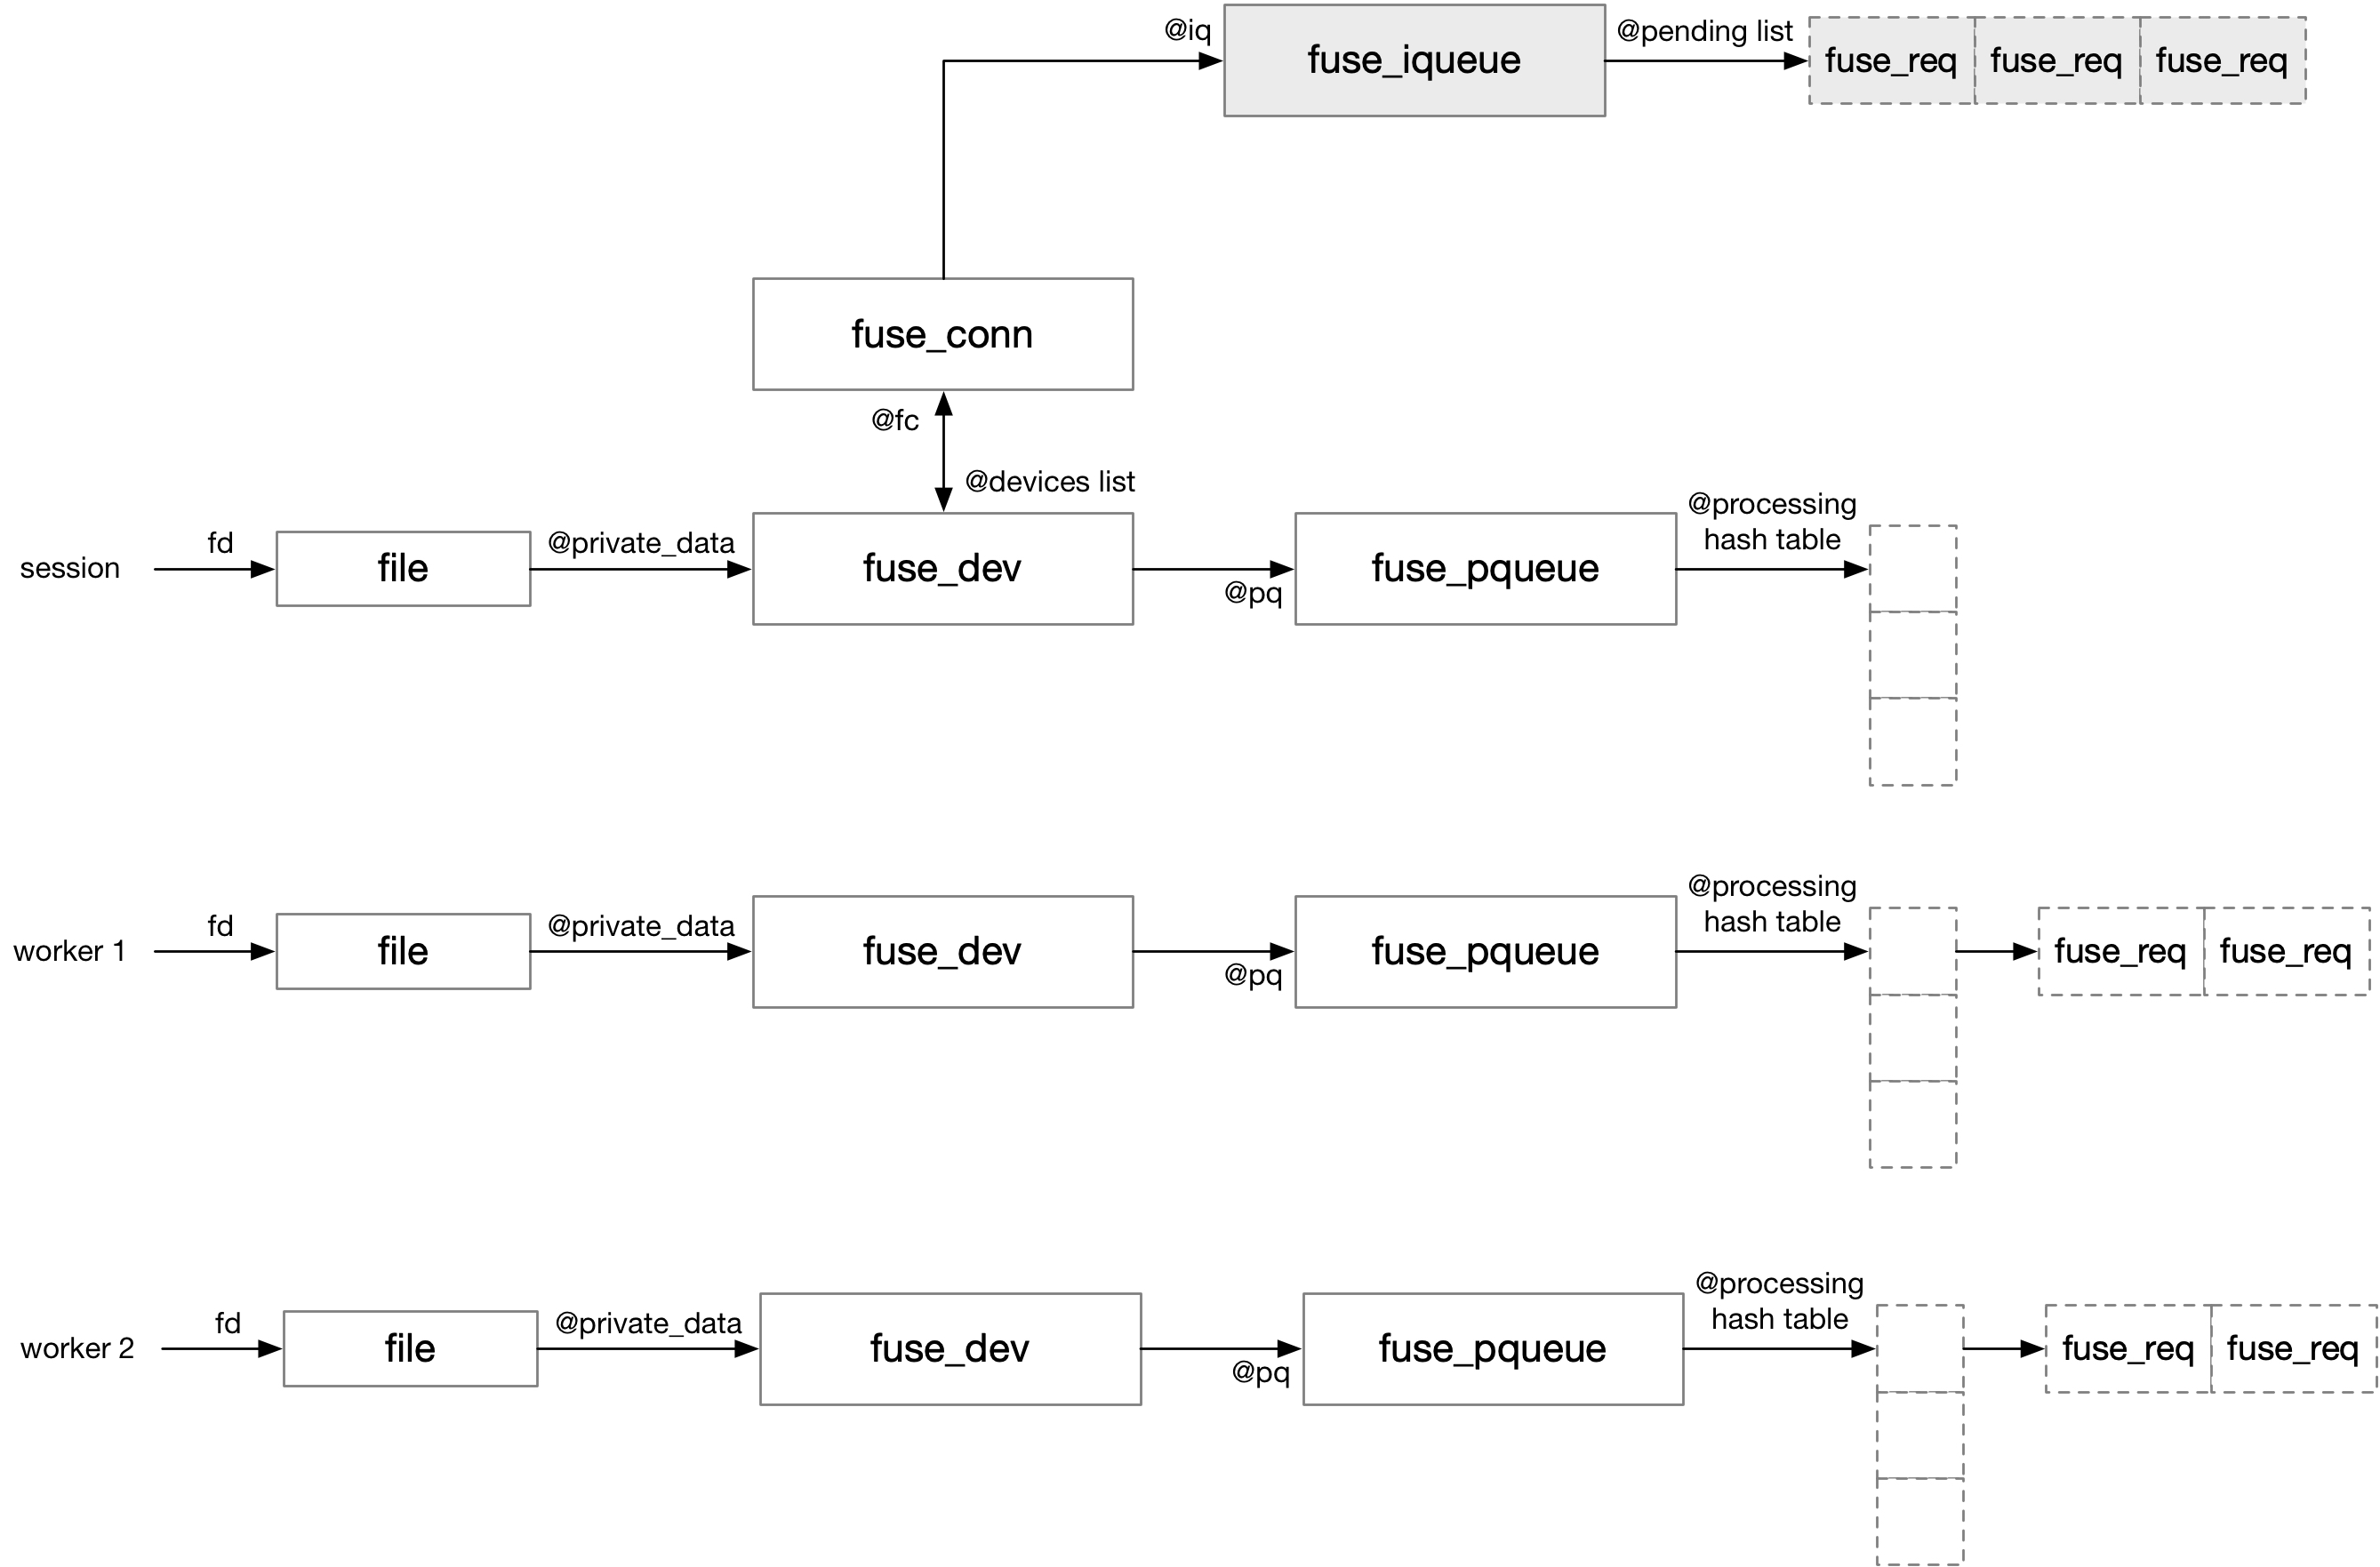 @iq
fuse_iqueue
@pending list
fuse_req
fuse_req
fuse_req
fuse_conn
@fc
@devices list
session
fd
file
@private_data
fuse_dev
@pq
fuse_pqueue
@processing
hash table
worker 1
fd
file
@private_data
fuse_dev
@pq
fuse_pqueue
@processing
hash table
fuse_req
fuse_req
worker 2
fd
file
@private_data
fuse_dev
@pq
fuse_pqueue
@processing
hash table
fuse_req
fuse_req